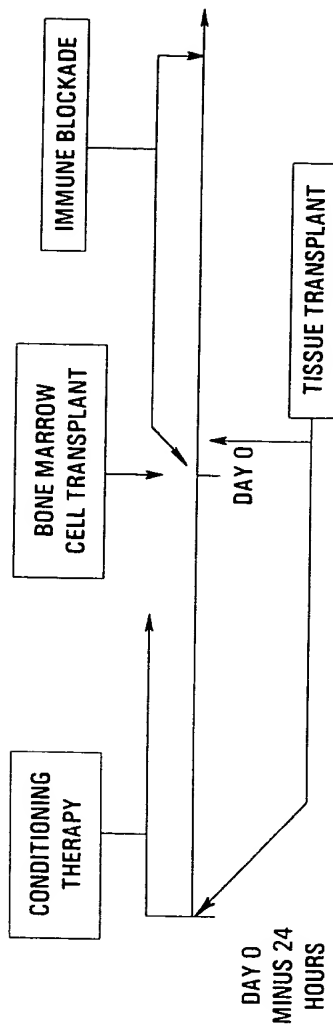 CONDITIONING
THERAPY
BONE MARROW
CELL TRANSPLANT
IMMUNE BLOCKADE
DAY 0
MINUS 24
HOURS
DAY 0
TISSUE TRANSPLANT